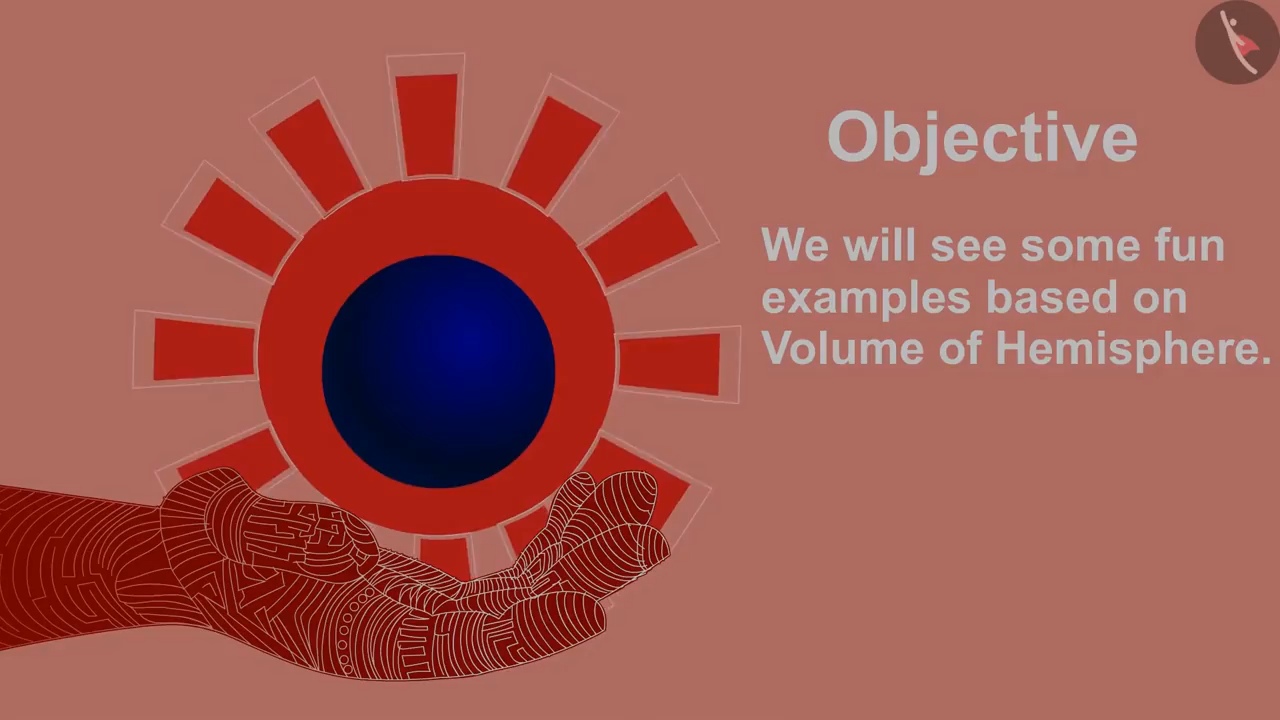 Objective
We will see some fun
examples based on
Volume of Hemisphere.